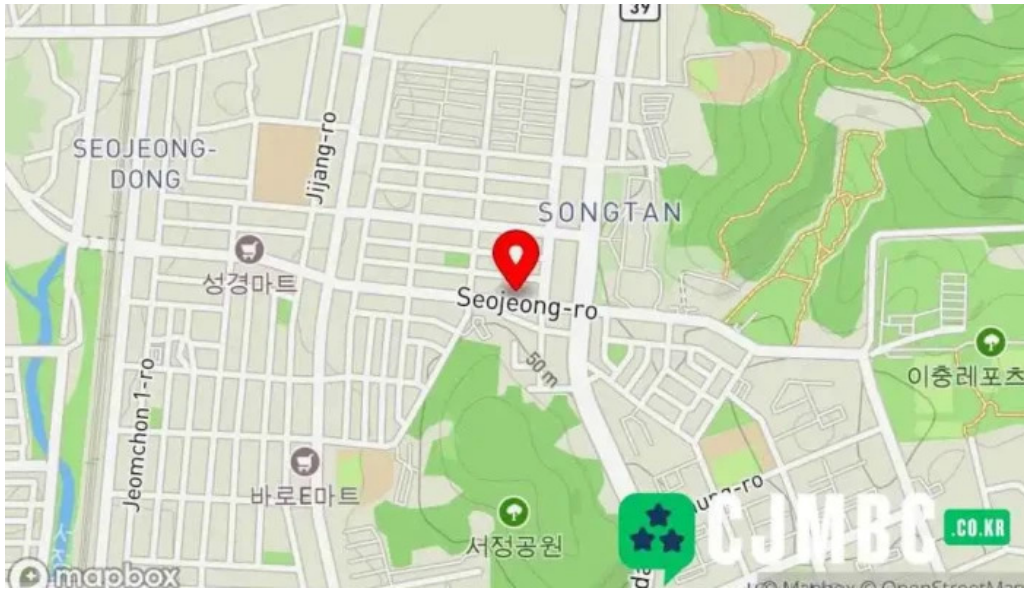 39
SEOJEONG-
DONG
Jijang-ro
SONGTAN
성경마트
Seojeong-ro
50 m
이충레포츠
Jeomchon 1-ro
바로E마트
서정공원
CJMBC
.CO.KR
mapbox
© Mapbox © OpenStreetMap